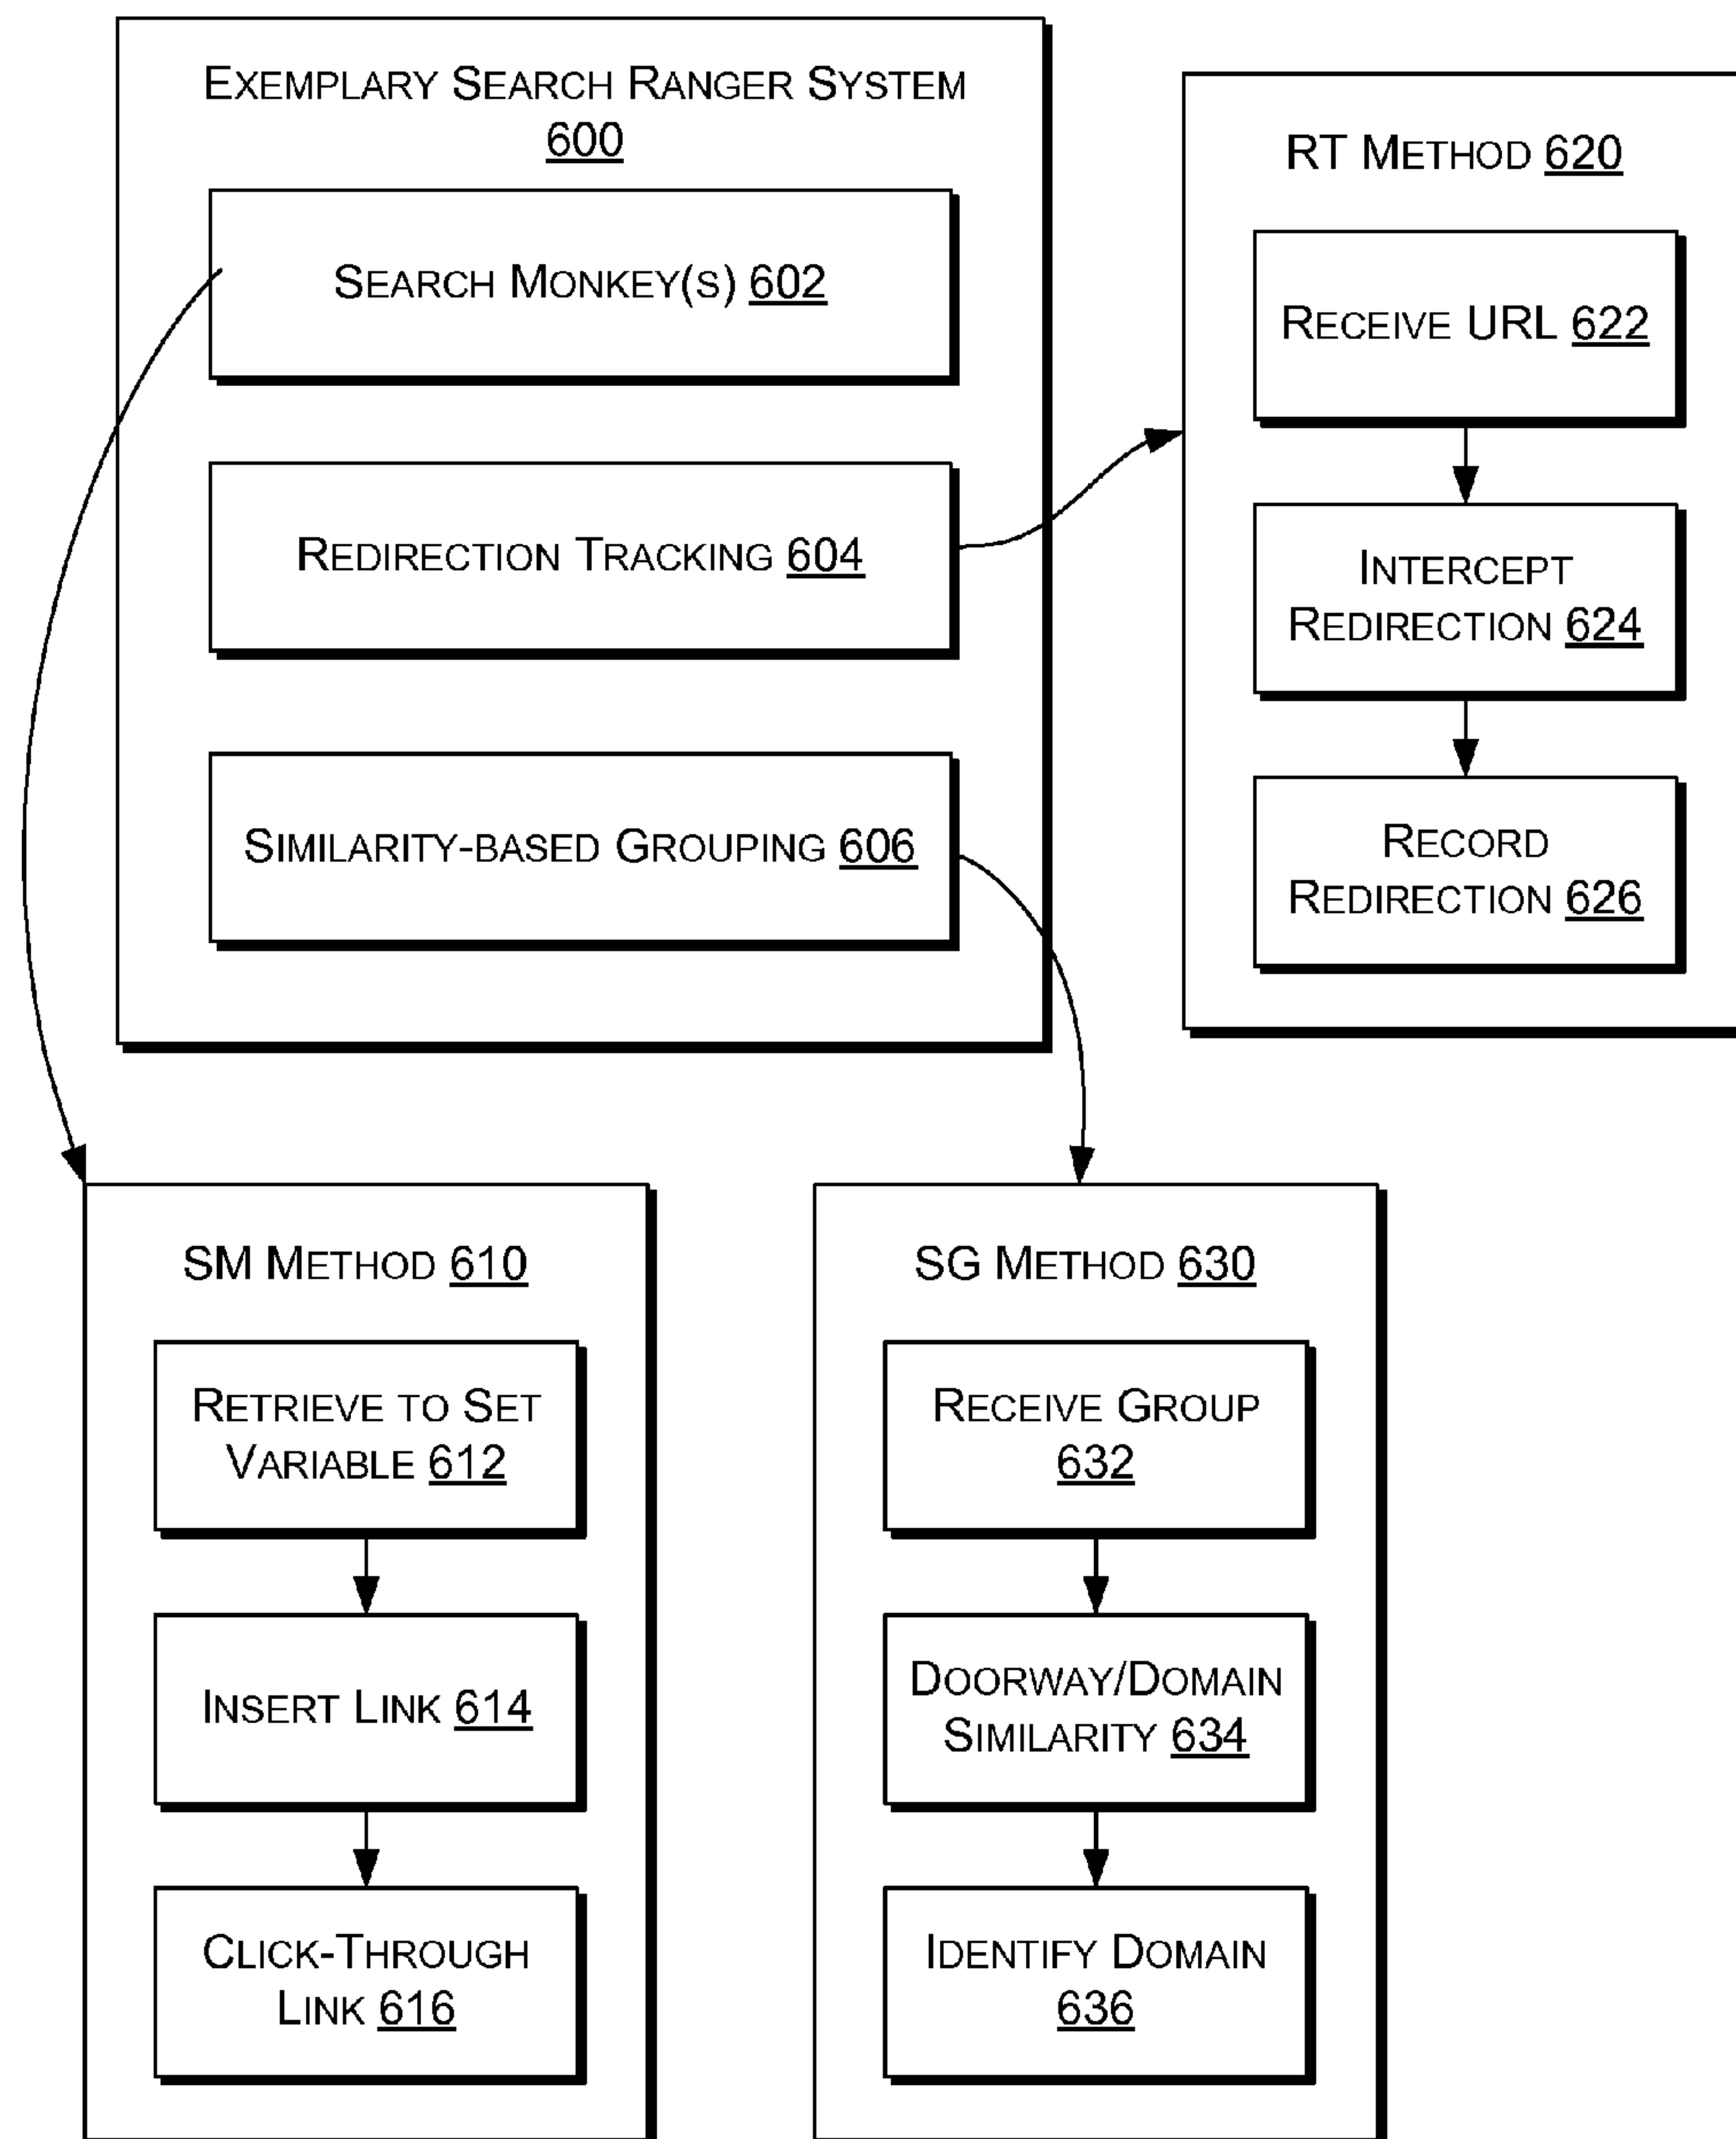 EXEMPLARY SEARCH RANGER SYSTEM
600
SEARCH MONKEY(S) 602
REDIRECTION TRACKING 604
SIMILARITY-BASED GROUPING 606
RT METHOD 620
RECEIVE URL 622
INTERCEPT
REDIRECTION 624
RECORD
REDIRECTION 626
SM METHOD 610
RETRIEVE TO SET
VARIABLE 612
INSERT LINK 614
CLICK-THROUGH
LINK 616
SG METHOD 630
RECEIVE GROUP
632
DOORWAY/DOMAIN
SIMILARITY 634
IDENTIFY DOMAIN
636